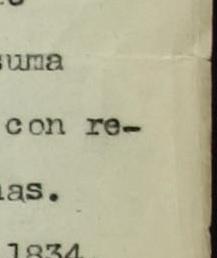 suma
con re-
as.
1834